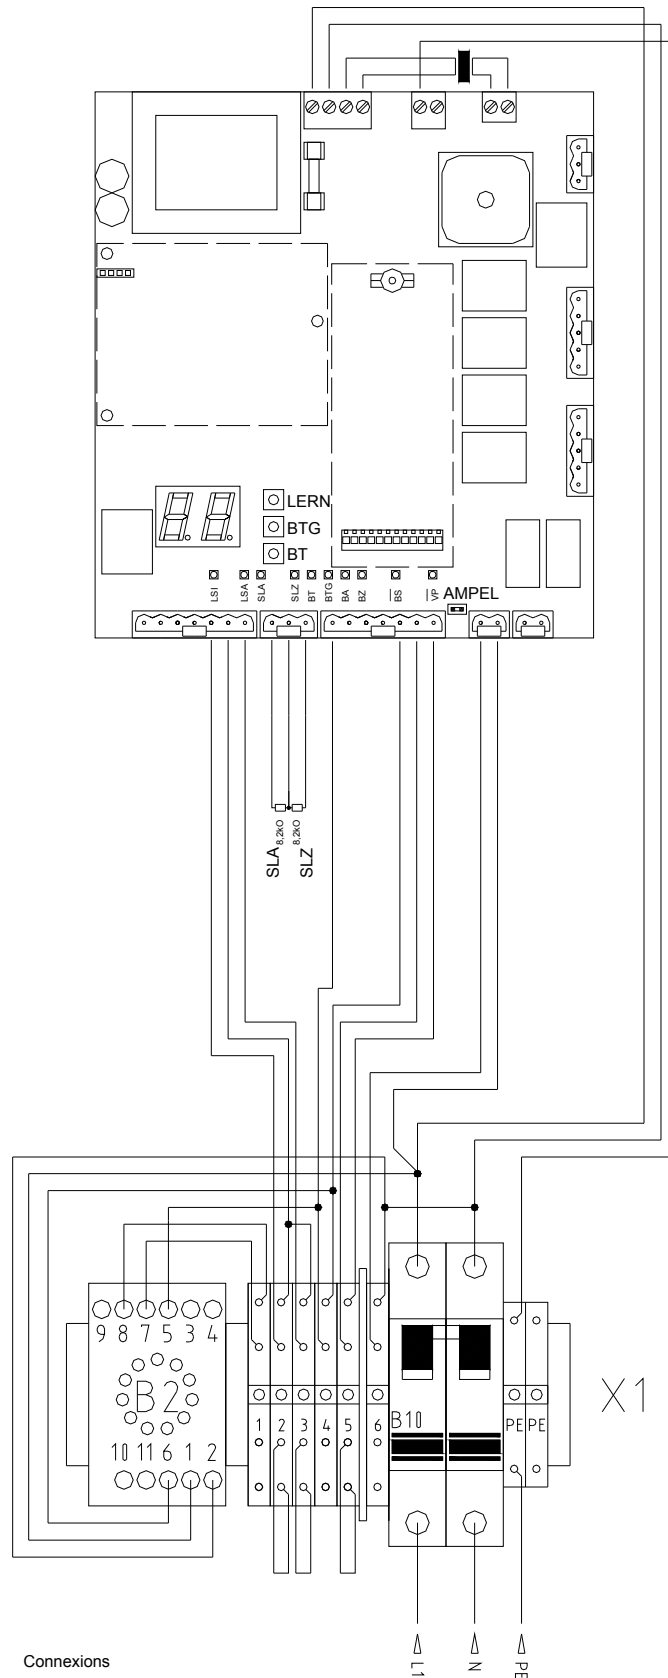 LERN
BTG
BT
LSI LSA SLA SLZ BT BTG BA BZ BS VP AMPEL
SLA 8,2kO 8,2kO SLZ
9 8 7 5 3 4
B2
10 11 6 1 2
1 2 3 4 5 6 B10 PE PE
X1
L1 N PE
Connexions